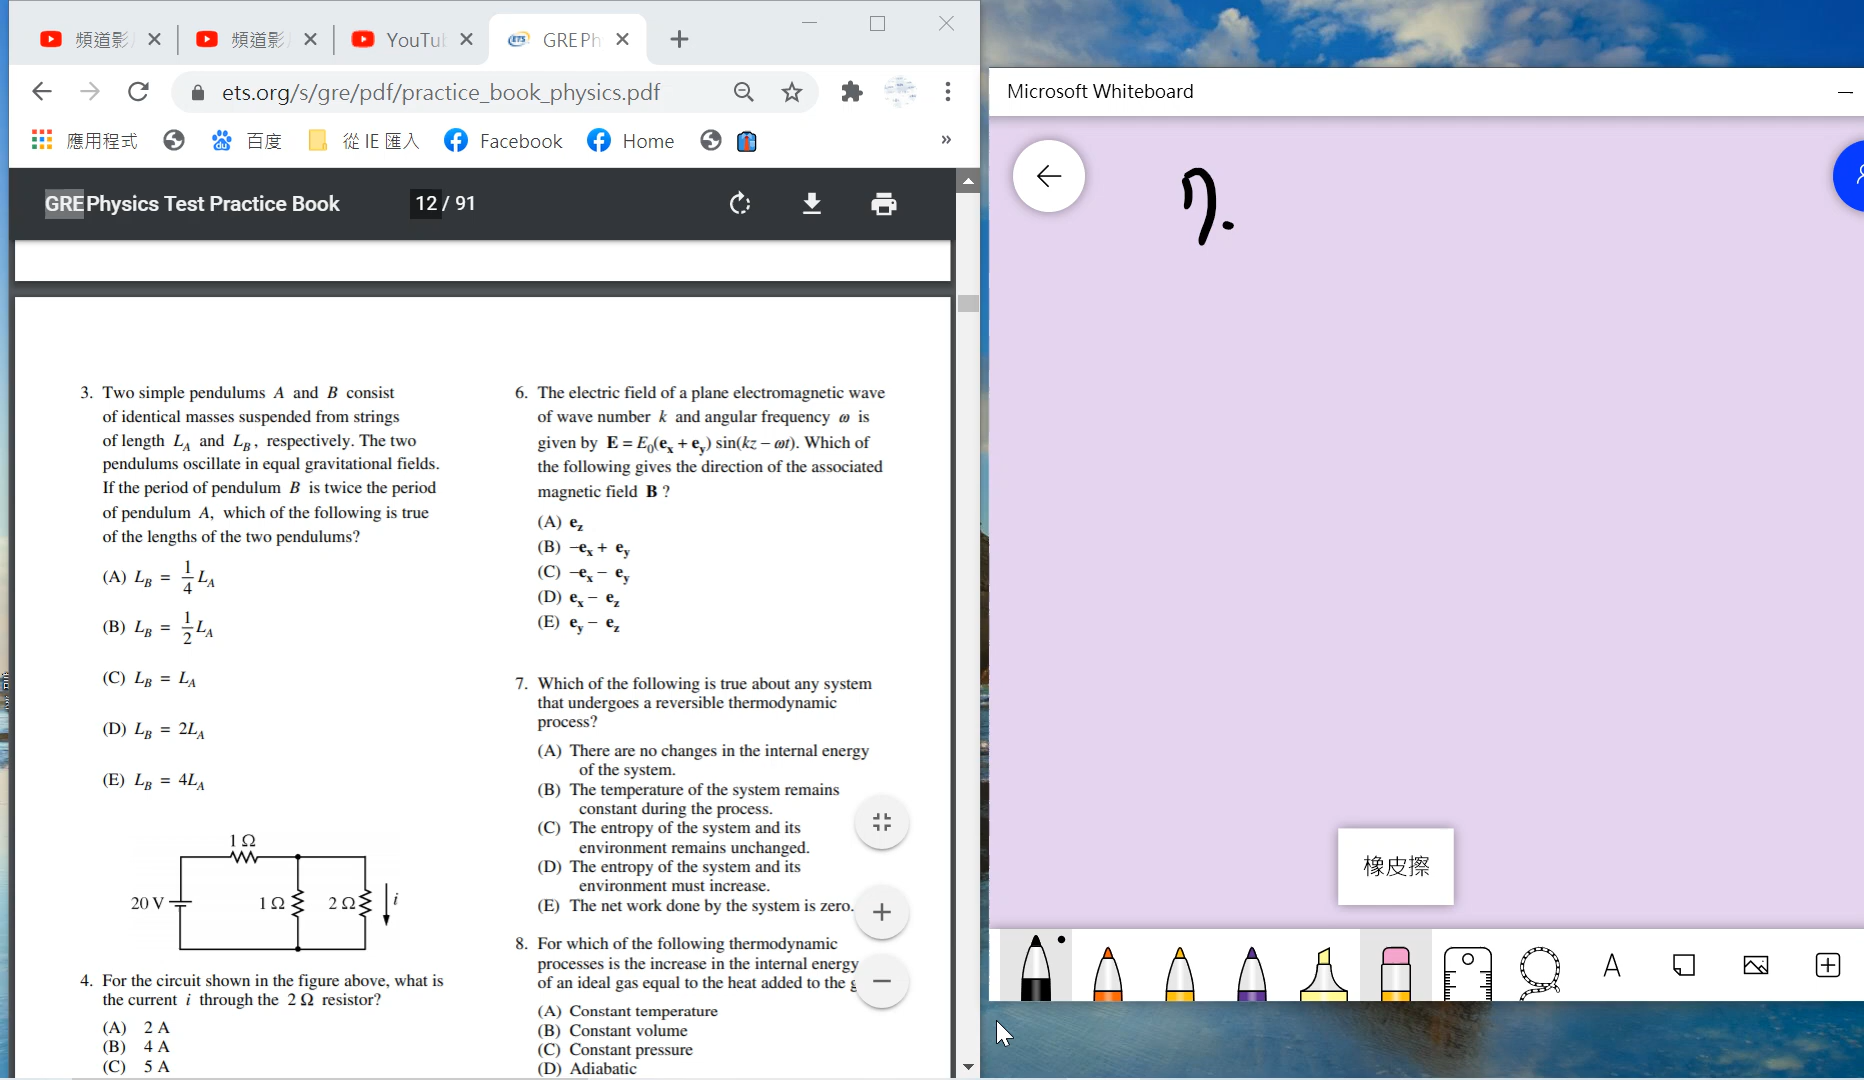 頻道影
頻道影
YouTu
GRE Ph
ets.org/s/gre/pdf/practice_book_physics.pdf
應用程式
百度
從 IE 匯入
Facebook
Home
»
GRE Physics Test Practice Book
12 / 91
3. Two simple pendulums A and B consist
of identical masses suspended from strings
of length L_A and L_B, respectively. The two
pendulums oscillate in equal gravitational fields.
If the period of pendulum B is twice the period
of pendulum A, which of the following is true
of the lengths of the two pendulums?
(A) L_B = 1/4 L_A
(B) L_B = 1/2 L_A
(C) L_B = L_A
(D) L_B = 2L_A
(E) L_B = 4L_A
1 Ω
20 V
1 Ω
2 Ω
i
4. For the circuit shown in the figure above, what is
the current i through the 2 Ω resistor?
(A) 2 A
(B) 4 A
(C) 5 A
6. The electric field of a plane electromagnetic wave
of wave number k and angular frequency ω is
given by E = E₀(e_x + e_y) sin(kz – ωt). Which of
the following gives the direction of the associated
magnetic field B ?
(A) e_z
(B) –e_x + e_y
(C) –e_x – e_y
(D) e_x – e_z
(E) e_y – e_z
7. Which of the following is true about any system
that undergoes a reversible thermodynamic
process?
(A) There are no changes in the internal energy
of the system.
(B) The temperature of the system remains
constant during the process.
(C) The entropy of the system and its
environment remains unchanged.
(D) The entropy of the system and its
environment must increase.
(E) The net work done by the system is zero.
8. For which of the following thermodynamic
processes is the increase in the internal energy
of an ideal gas equal to the heat added to the g
(A) Constant temperature
(B) Constant volume
(C) Constant pressure
(D) Adiabatic
Microsoft Whiteboard
7.
橡皮擦